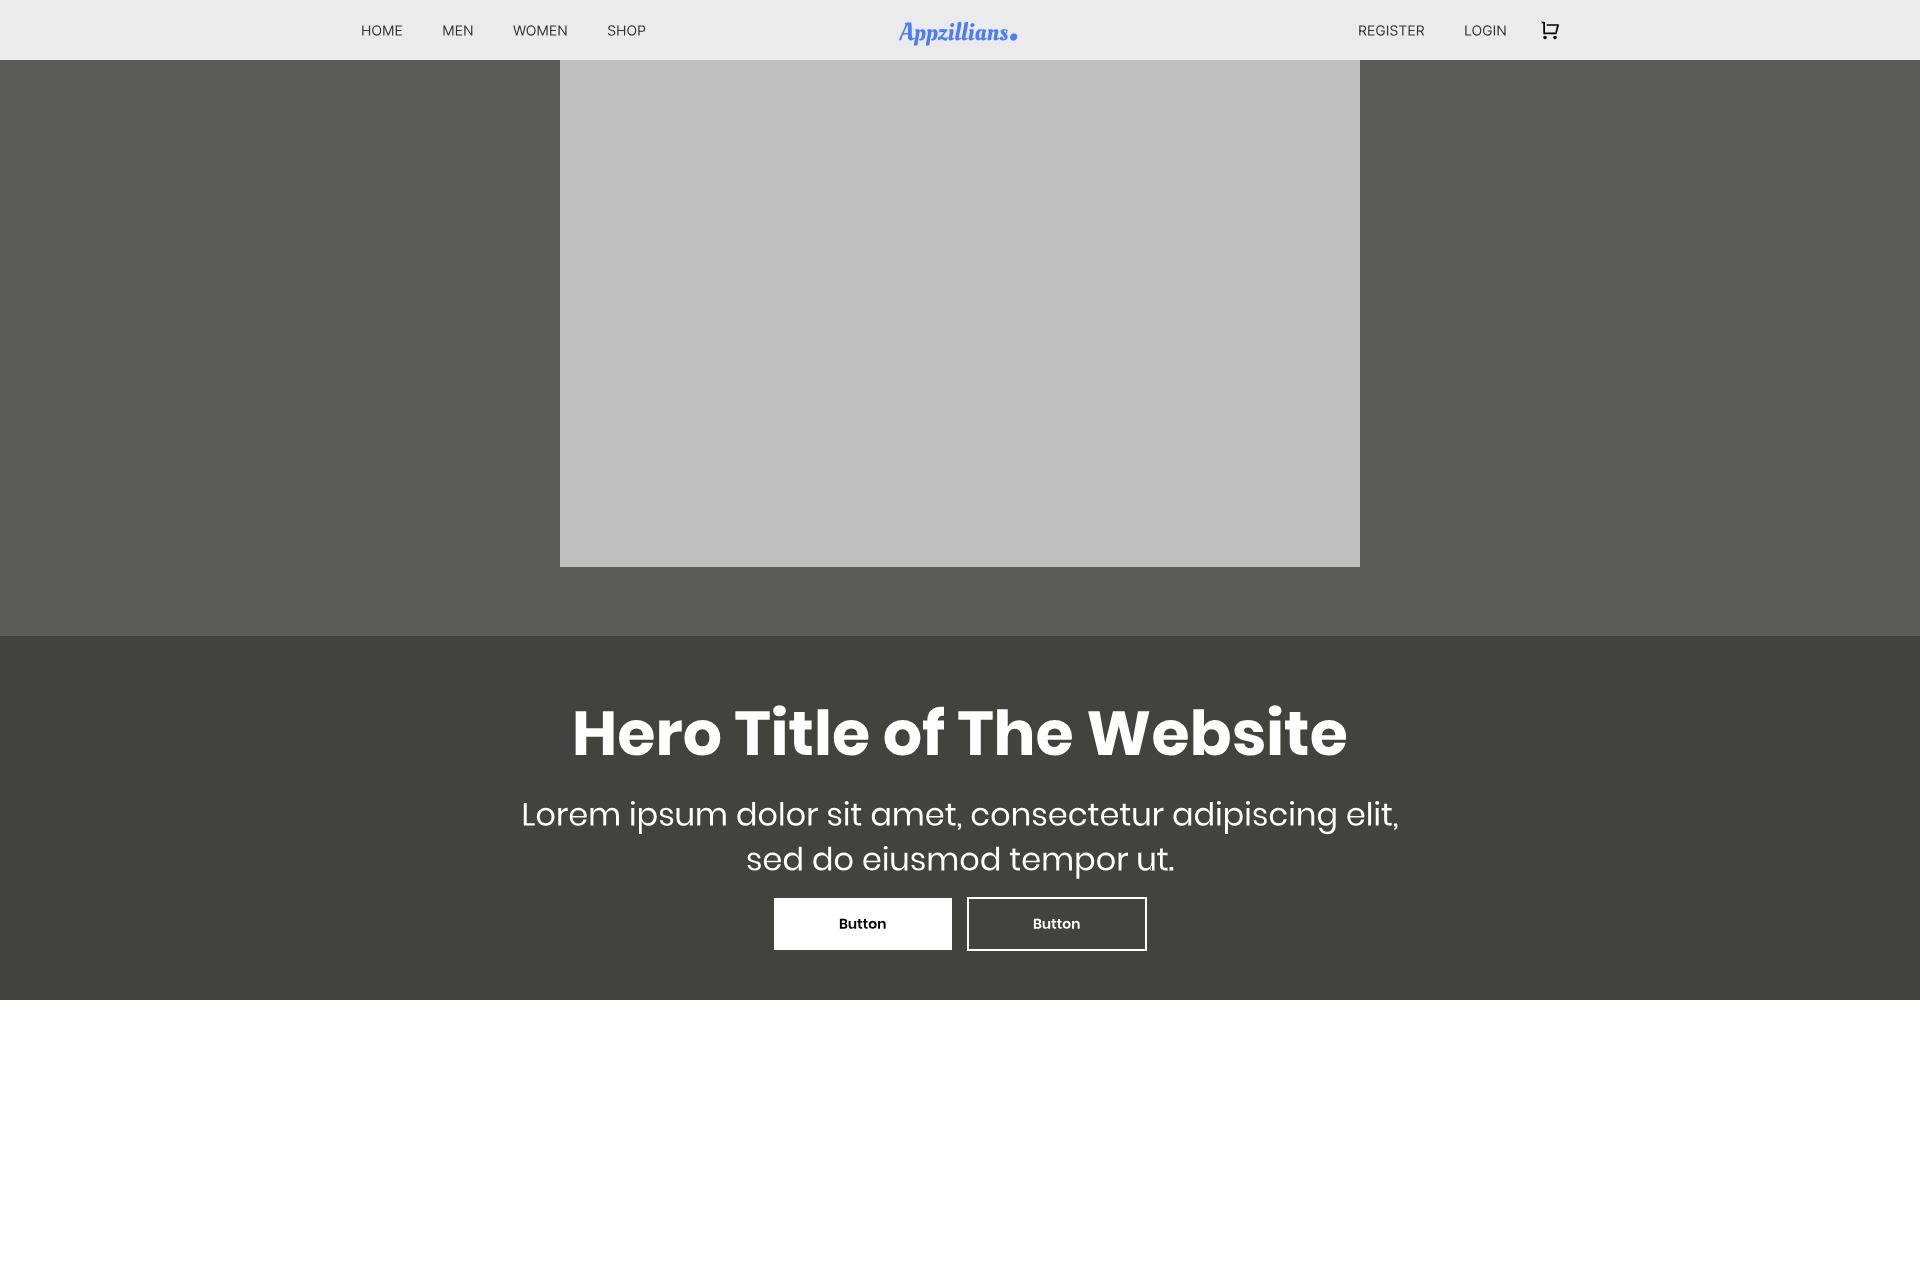 HOME MEN WOMEN SHOP Appzillians. REGISTER LOGIN
Hero Title of The Website
Lorem ipsum dolor sit amet, consectetur adipiscing elit,
sed do eiusmod tempor ut.
Button Button